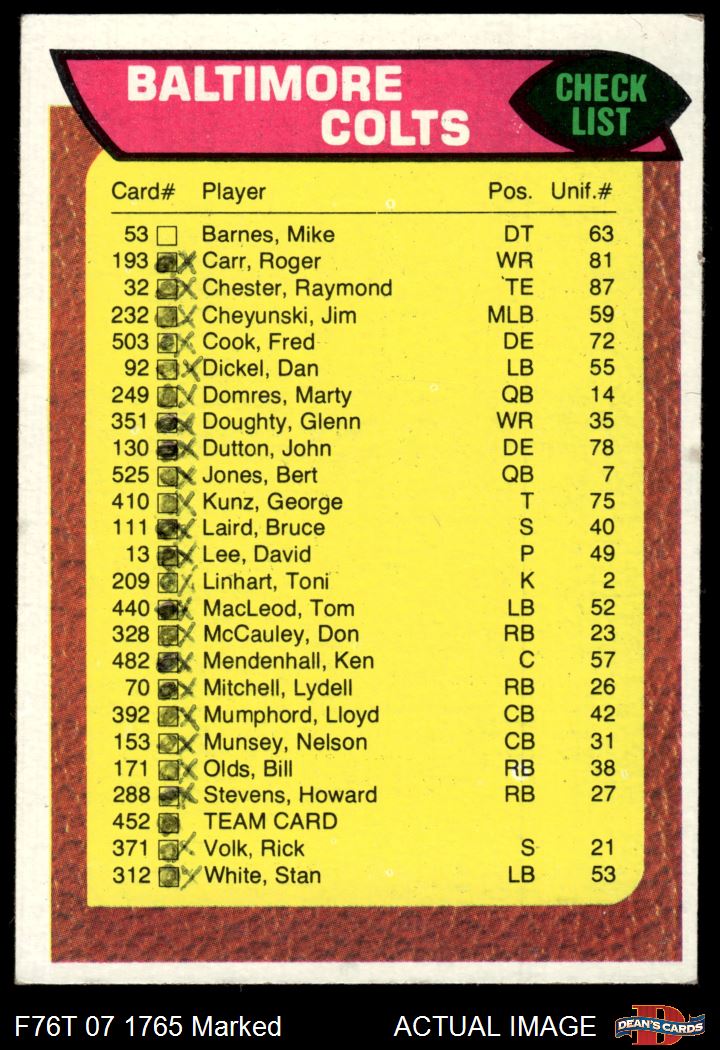 BALTIMORE
COLTS
CHECK
LIST
Card# Player Pos. Unif.#
53 Barnes, Mike DT 63
193 Carr, Roger WR 81
32 Chester, Raymond TE 87
232 Cheyunski, Jim MLB 59
503 Cook, Fred DE 72
92 Dickel, Dan LB 55
249 Domres, Marty QB 14
351 Doughty, Glenn WR 35
130 Dutton, John DE 78
525 Jones, Bert QB 7
410 Kunz, George T 75
111 Laird, Bruce S 40
13 Lee, David P 49
209 Linhart, Toni K 2
440 MacLeod, Tom LB 52
328 McCauley, Don RB 23
482 Mendenhall, Ken C 57
70 Mitchell, Lydell RB 26
392 Mumphord, Lloyd CB 42
153 Munsey, Nelson CB 31
171 Olds, Bill RB 38
288 Stevens, Howard RB 27
452 TEAM CARD
371 Volk, Rick S 21
312 White, Stan LB 53
F76T 07 1765 Marked ACTUAL IMAGE
D
DEAN'S CARDS